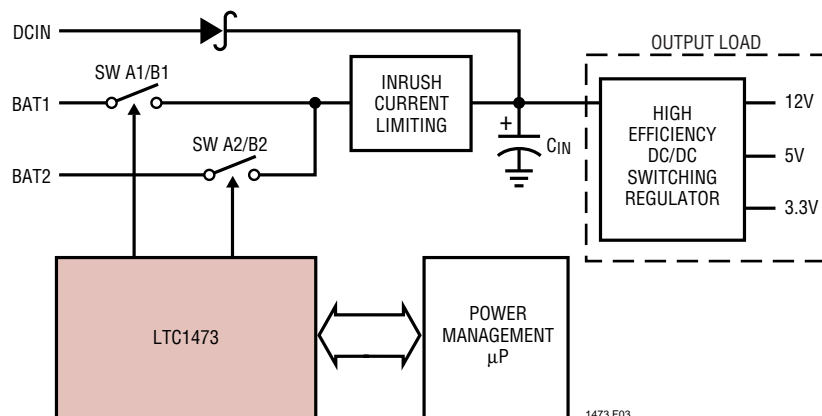 DCIN
OUTPUT LOAD
SW A1/B1
BAT1
INRUSH
CURRENT
LIMITING
HIGH
EFFICIENCY
DC/DC
SWITCHING
REGULATOR
12V
5V
3.3V
+
CIN
SW A2/B2
BAT2
LTC1473
POWER
MANAGEMENT
µP
1473 F03